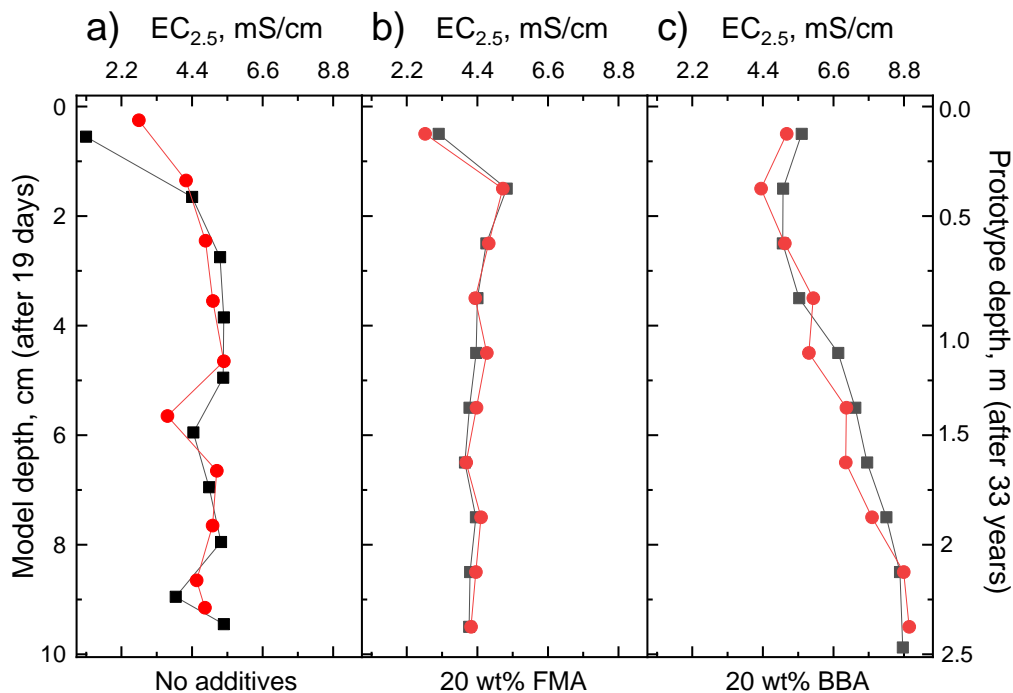 a) EC2.5, mS/cm b) EC2.5, mS/cm c) EC2.5, mS/cm
2.2 4.4 6.6 8.8 2.2 4.4 6.6 8.8 2.2 4.4 6.6 8.8
0
2
4
6
8
10
Model depth, cm (after 19 days)
0.0
0.5
1.0
1.5
2
2.5
Prototype depth, m (after 33 years)
No additives 20 wt% FMA 20 wt% BBA